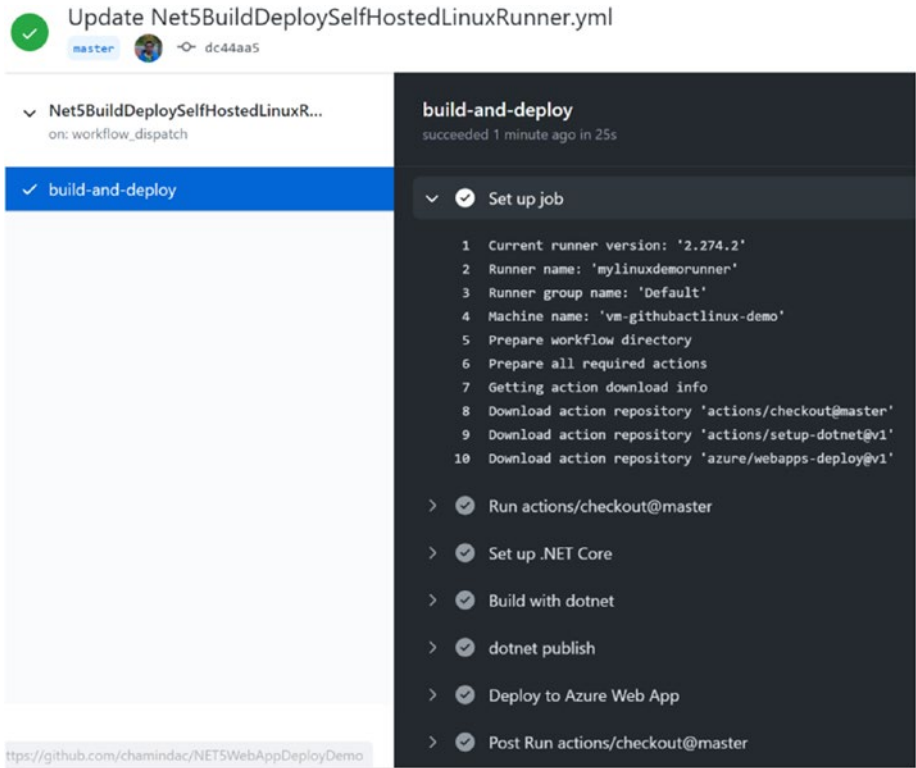 Update Net5BuildDeploySelfHostedLinuxRunner.yml
master dc44aa5
Net5BuildDeploySelfHostedLinuxR...
on: workflow_dispatch
build-and-deploy
build-and-deploy
succeeded 1 minute ago in 25s
Set up job
1 Current runner version: '2.274.2'
2 Runner name: 'mylinuxdemorunner'
3 Runner group name: 'Default'
4 Machine name: 'vm-githubactlinux-demo'
5 Prepare workflow directory
6 Prepare all required actions
7 Getting action download info
8 Download action repository 'actions/checkout@master'
9 Download action repository 'actions/setup-dotnet@v1'
10 Download action repository 'azure/webapps-deploy@v1'
Run actions/checkout@master
Set up .NET Core
Build with dotnet
dotnet publish
Deploy to Azure Web App
Post Run actions/checkout@master
ttps://github.com/chamindac/NET5WebAppDeployDemo